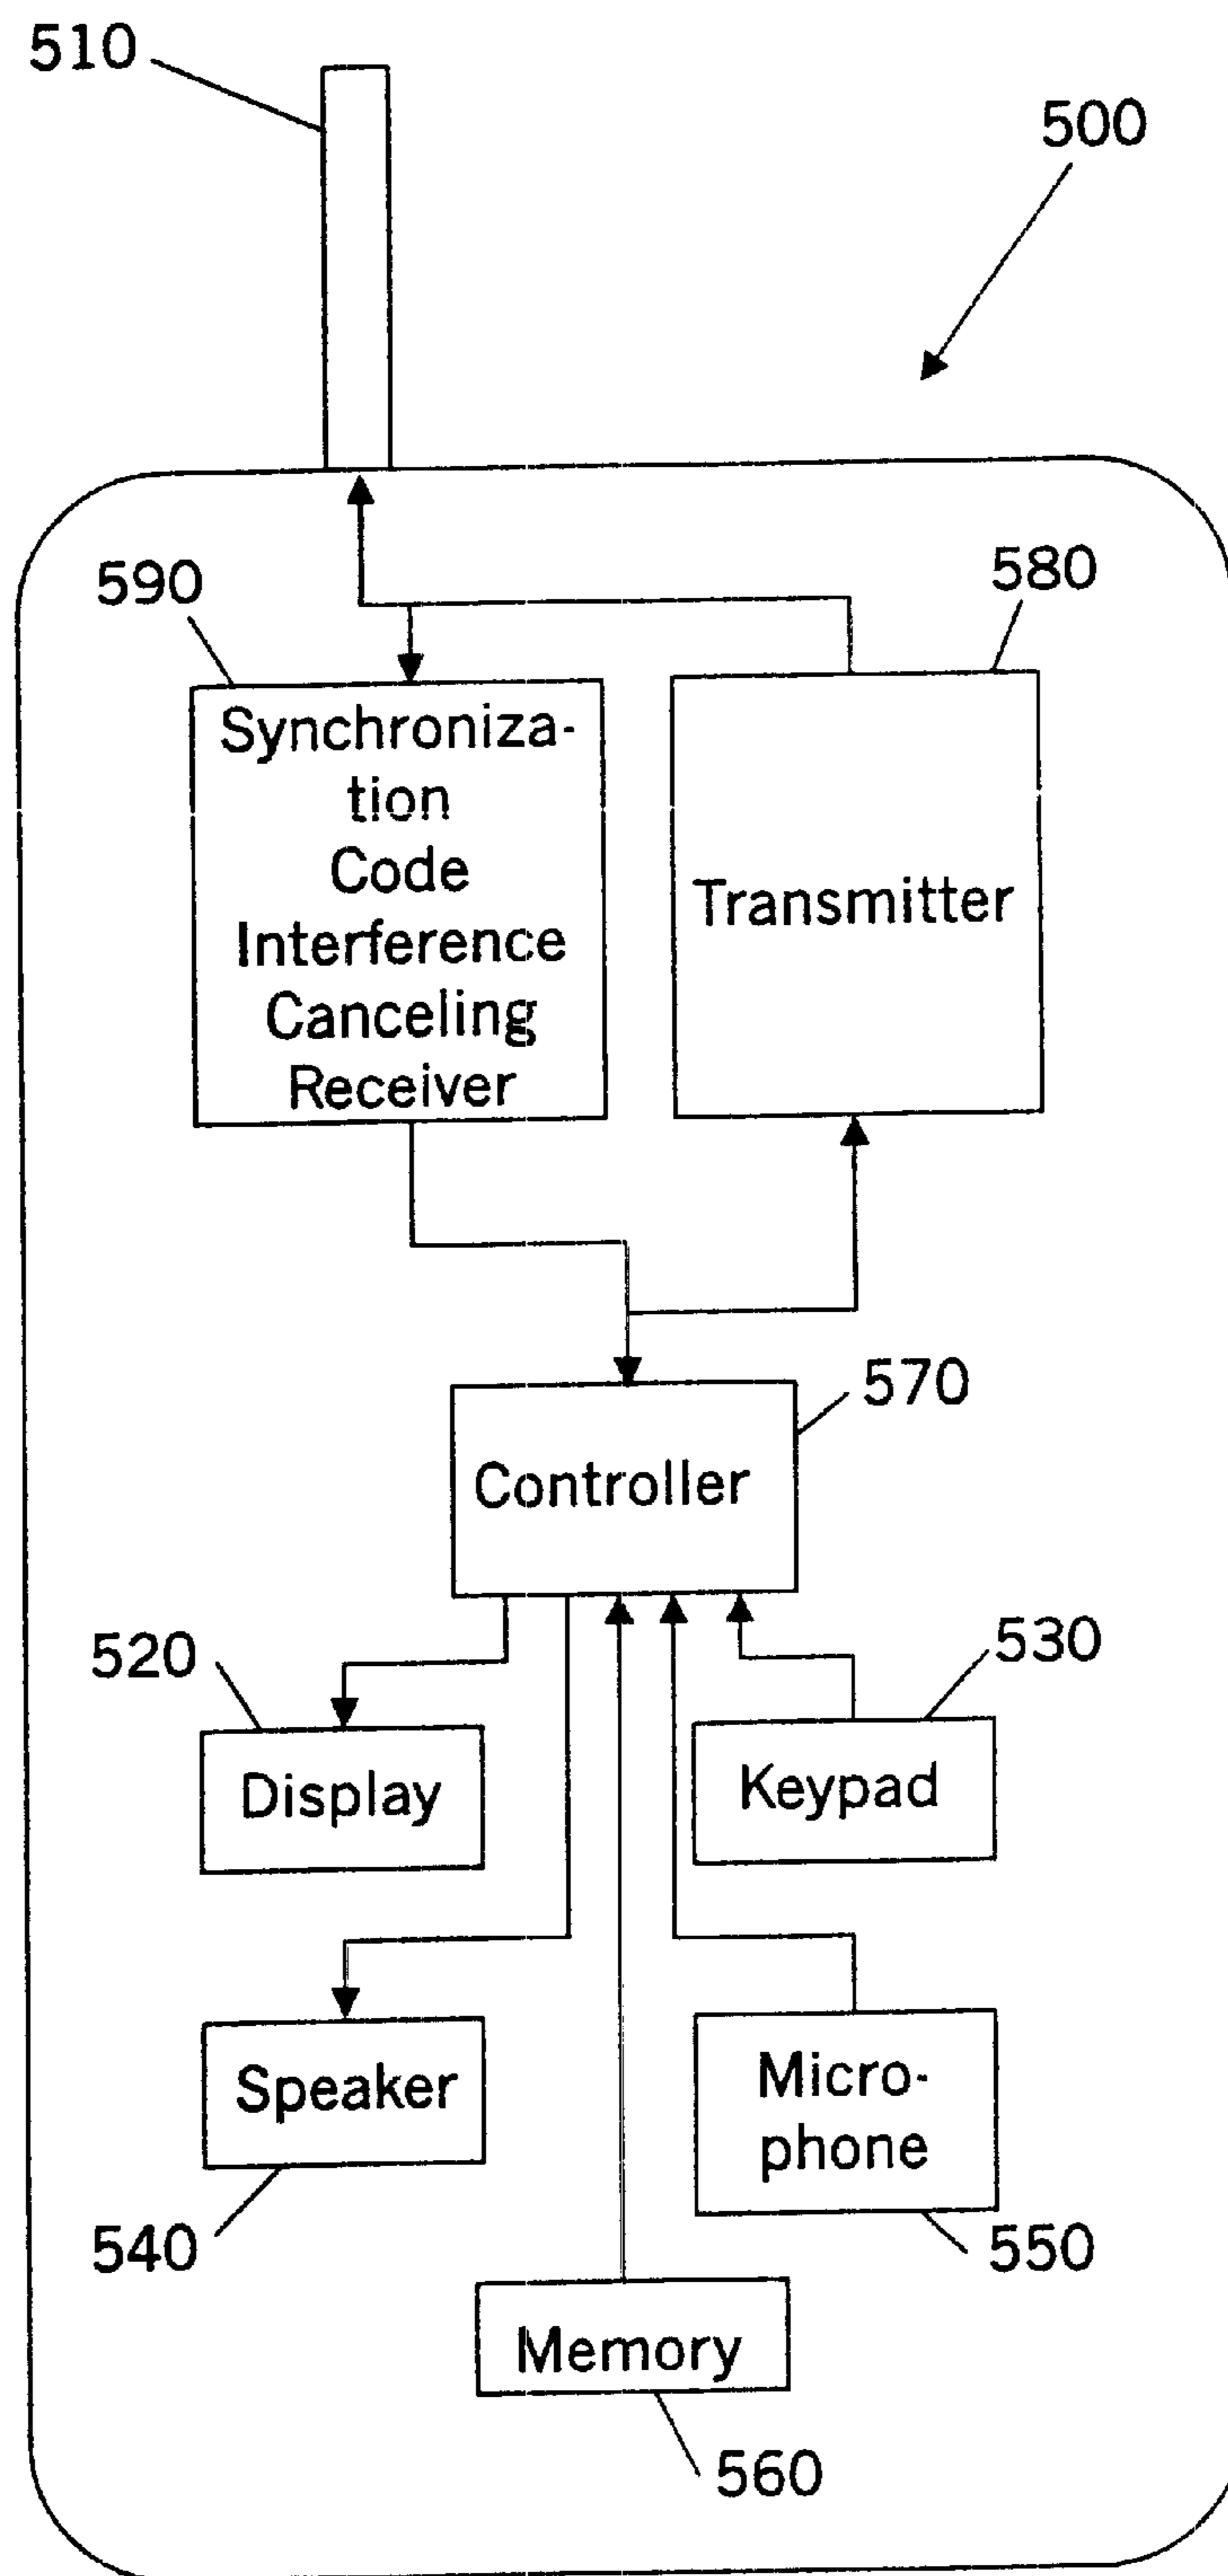 510
500
590
580
Synchroniza-
tion
Code
Interference
Canceling
Receiver
Transmitter
570
Controller
520
530
Display
Keypad
Speaker
Micro-
phone
540
550
Memory
560